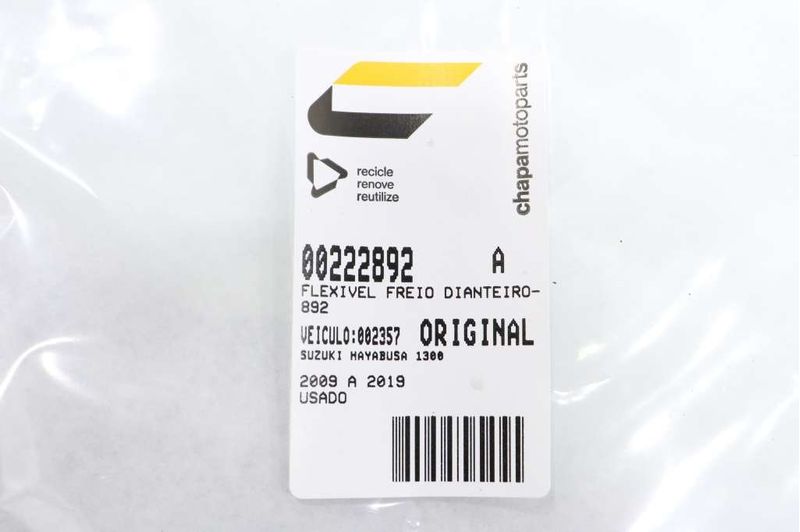 chapamotoparts
recicle
renove
reutilize
00222892 A
FLEXIVEL FREIO DIANTEIRO-
892
VEICULO:002357 ORIGINAL
SUZUKI HAYABUSA 1300
2009 A 2019
USADO